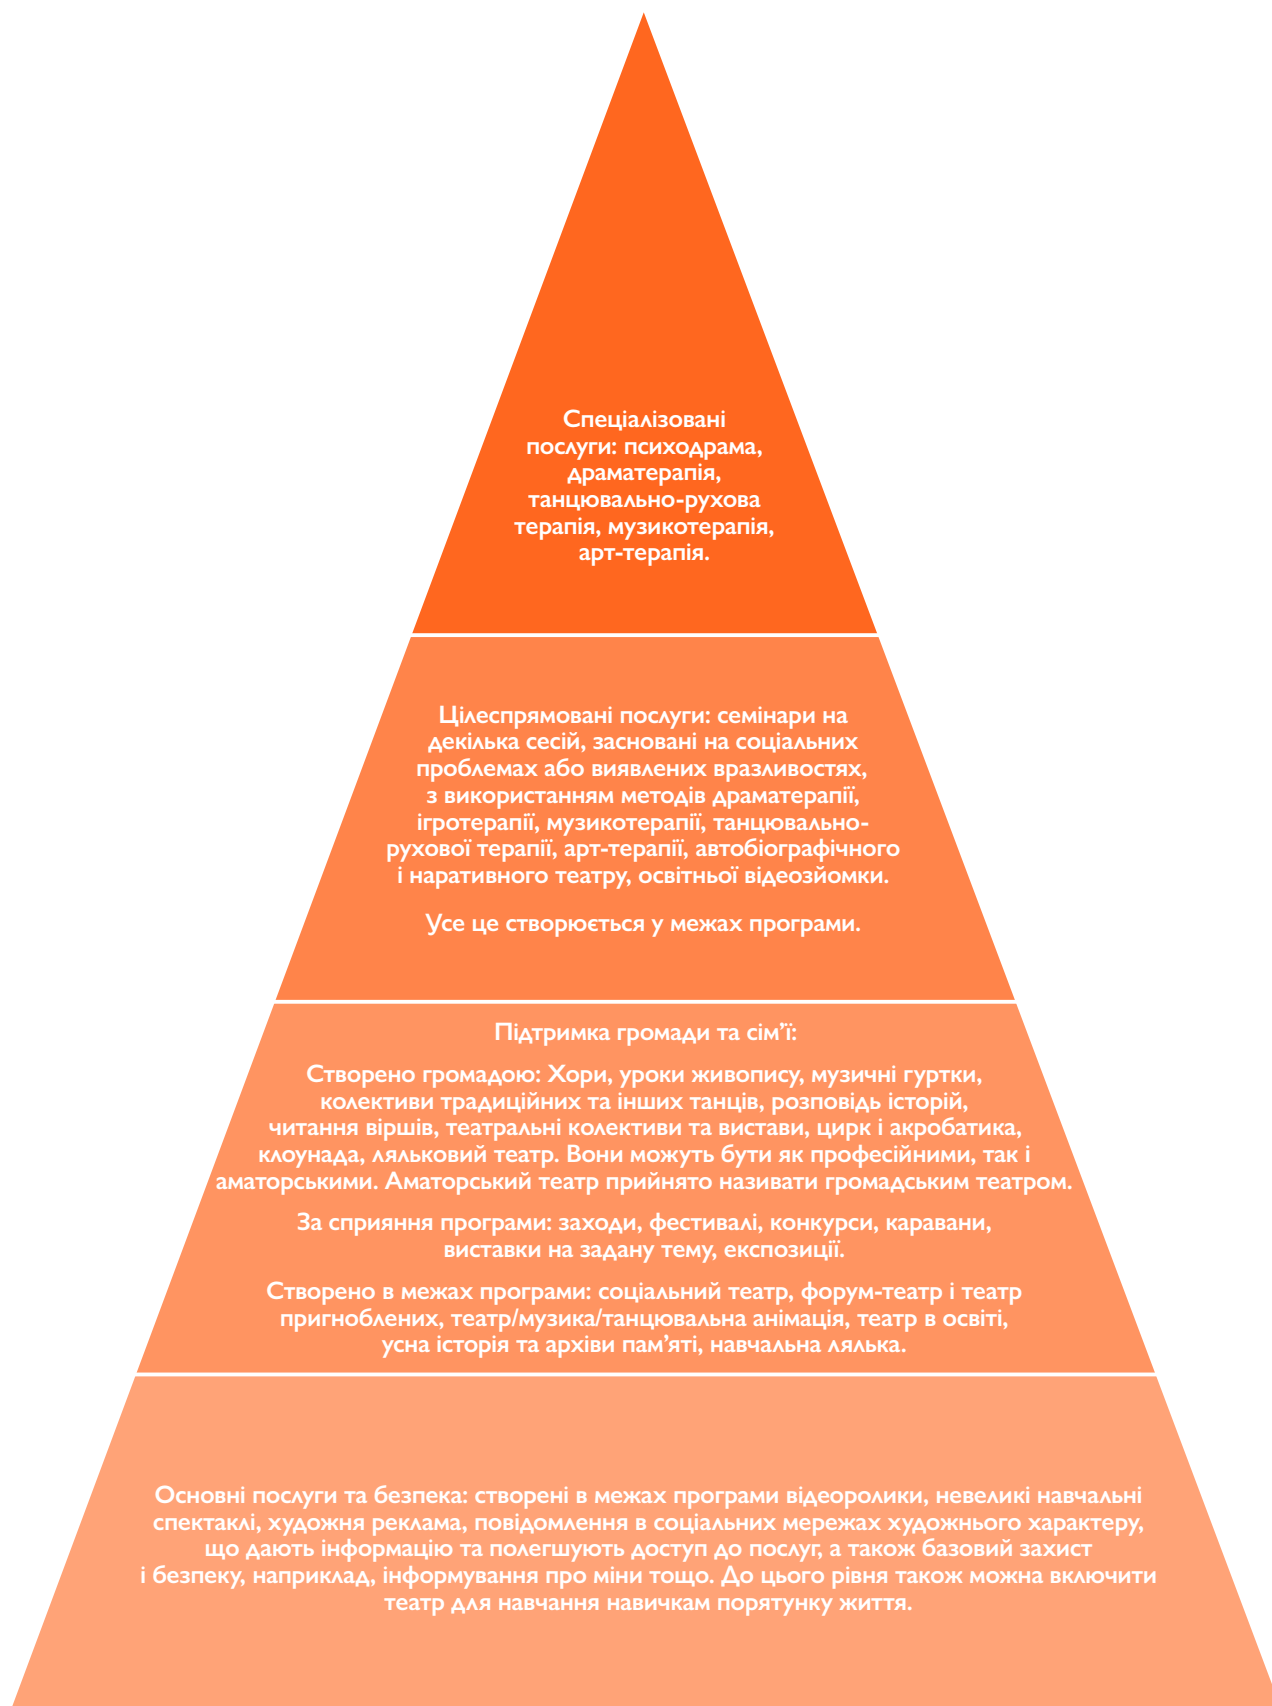 Спеціалізовані
послуги: психодрама,
драматерапія,
танцювально-рухова
терапія, музикотерапія,
арт-терапія.
Цілеспрямовані послуги: семінари на
декілька сесій, засновані на соціальних
проблемах або виявлених вразливостях,
з використанням методів драматерапії,
ігротерапії, музикотерапії, танцювально-
рухової терапії, арт-терапії, автобіографічного
і наративного театру, освітньої відеозйомки.
Усе це створюється у межах програми.
Підтримка громади та сім’ї:
Створено громадою: Хори, уроки живопису, музичні гуртки,
колективи традиційних та інших танців, розповідь історій,
читання віршів, театральні колективи та вистави, цирк і акробатика,
клоунада, ляльковий театр. Вони можуть бути як професійними, так і
аматорськими. Аматорський театр прийнято називати громадським театром.
За сприяння програми: заходи, фестивалі, конкурси, каравани,
виставки на задану тему, експозиції.
Створено в межах програми: соціальний театр, форум-театр і театр
пригноблених, театр/музика/танцювальна анімація, театр в освіті,
усна історія та архіви пам’яті, навчальна лялька.
Основні послуги та безпека: створені в межах програми відеоролики, невеликі навчальні
спектаклі, художня реклама, повідомлення в соціальних мережах художнього характеру,
що дають інформацію та полегшують доступ до послуг, а також базовий захист
і безпеку, наприклад, інформування про міни тощо. До цього рівня також можна включити
театр для навчання навичкам порятунку життя.